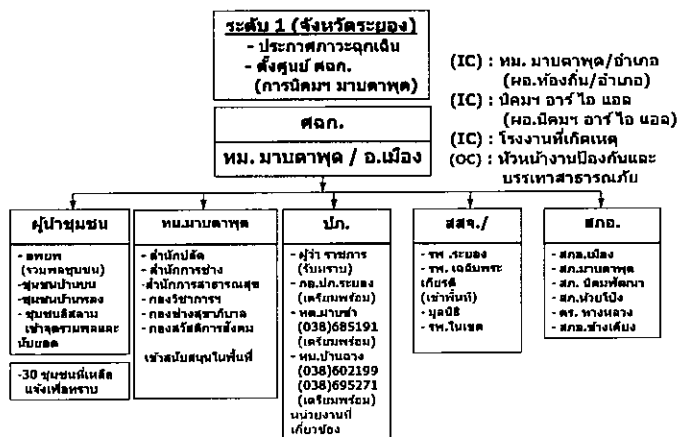 ระดับ 1 (จังหวัดระยอง)
- ประกาศภาวะฉุกเฉิน
- ตั้งศูนย์ ศฉก.
(การนิคมฯ มาบตาพุด)
(IC) : ทม. มาบตาพุด/อำเภอ
(ผอ.ท้องถิ่น/อำเภอ)
(IC) : นิคมฯ อาร์ ไอ แอล
(ผอ.นิคมฯ อาร์ ไอ แอล)
(IC) : โรงงานที่เกิดเหตุ
(OC) : หัวหน้างานป้องกันและ
บรรเทาสาธารณภัย
ศฉก.
ทม. มาบตาพุด / อ.เมือง
ผู้นำชุมชน
- อพยพ
(รวมพลชุมชน)
-ชุมชนบ้านบน
-ชุมชนบ้านพลง
- ชุมชนอิสลาม
เข้าจุดรวมพลและ
นับยอด
-30 ชุมชนที่เหลือ
แจ้งเพื่อทราบ
ทม.มาบตาพุด
- สำนักปลัด
- สำนักการช่าง
-สำนักการสาธารณสุข
- กองวิชาการฯ
- กองช่างสุขาภิบาล
- กองสวัสดิการสังคม
เข้าสนับสนุนในพื้นที่
ปภ.
- ผู้ว่า ราชการ
(รับทราบ)
- กอ.ปภ.ระยอง
(เตรียมพร้อม)
- ทต.มาบข่า
(038)685191
(เตรียมพร้อม)
- ทม.บ้านฉาง
(038)602199
(038)695271
(เตรียมพร้อม)
หน่วยงานที่
เกี่ยวข้อง
สสจ./
- รพ .ระยอง
- รพ. เฉลิมพระ
เกียรติ
(เข้าพื้นที่)
- มูลนิธิ
- รพ.ในเขต
สภอ.
- สภอ.เมือง
- สภ.มาบตาพุด
- สภ. นิคมพัฒนา
- สภ.ห้วยโป่ง
- ตร. ทางหลวง
- สภอ.ข้างเคียง